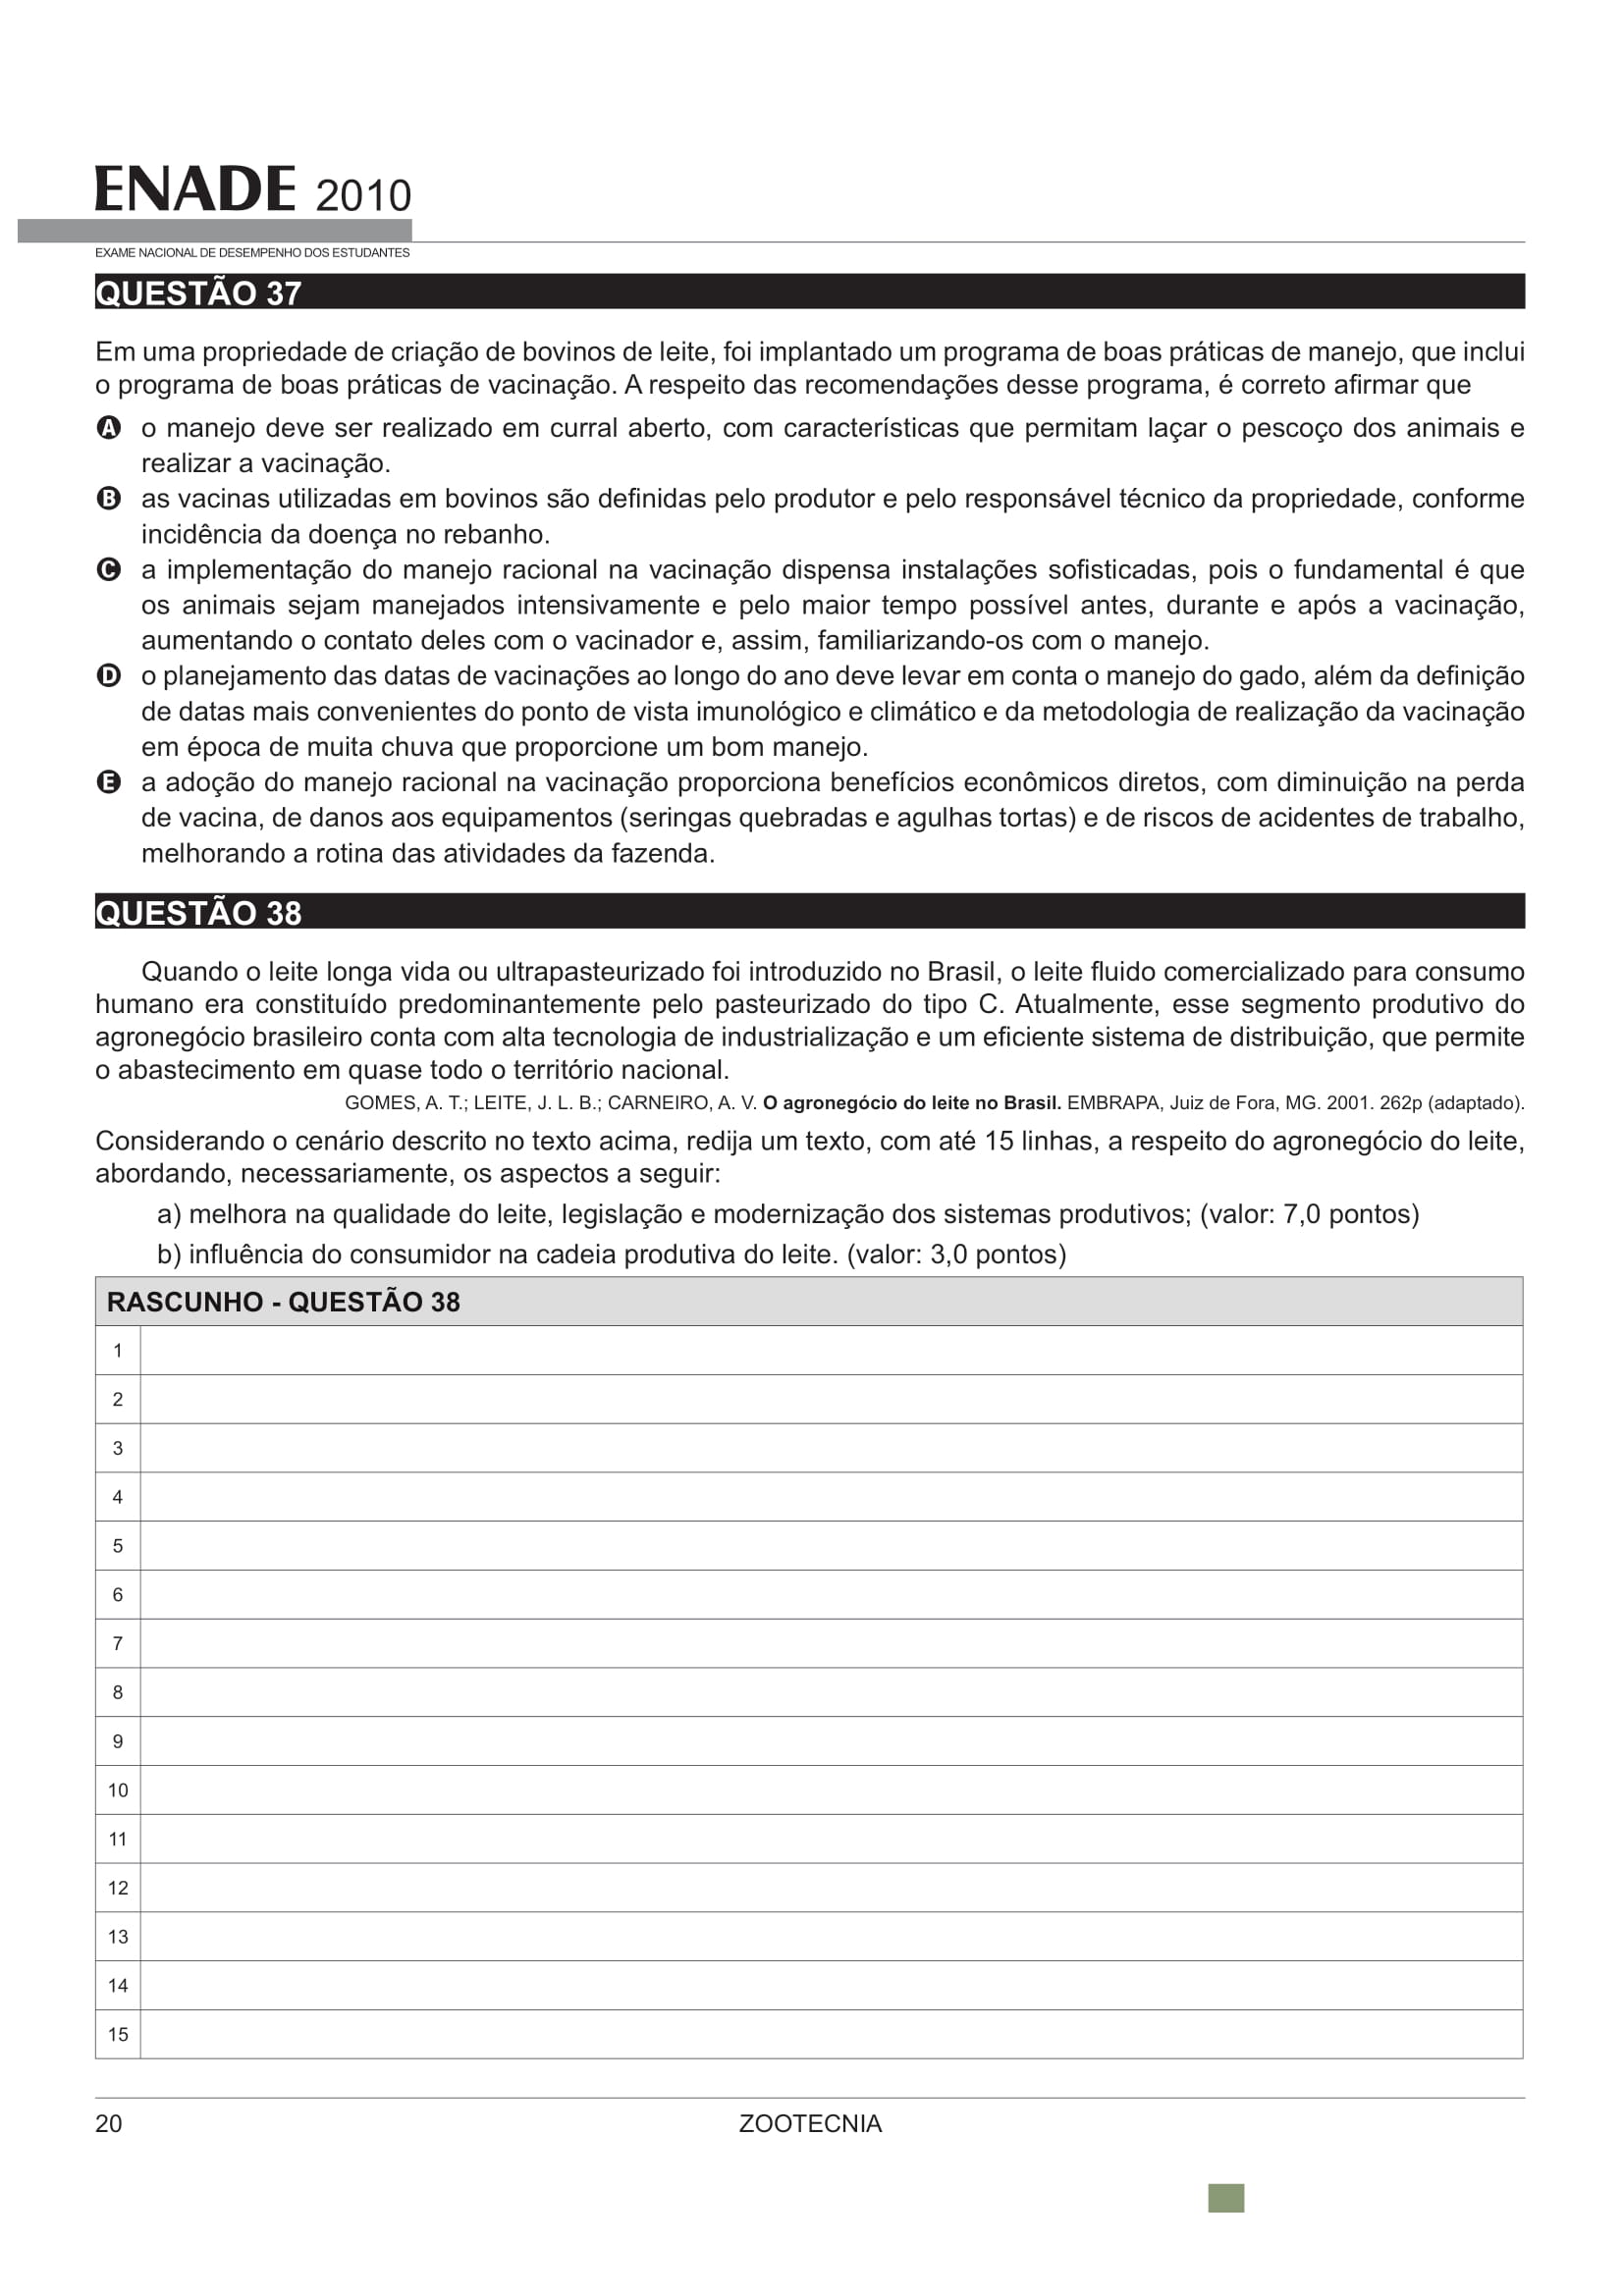 ENADE 2010
EXAME NACIONAL DE DESEMPENHO DOS ESTUDANTES
QUESTÃO 37
Em uma propriedade de criação de bovinos de leite, foi implantado um programa de boas práticas de manejo, que inclui
o programa de boas práticas de vacinação. A respeito das recomendações desse programa, é correto afirmar que
A o manejo deve ser realizado em curral aberto, com características que permitam laçar o pescoço dos animais e
realizar a vacinação.
B as vacinas utilizadas em bovinos são definidas pelo produtor e pelo responsável técnico da propriedade, conforme
incidência da doença no rebanho.
C a implementação do manejo racional na vacinação dispensa instalações sofisticadas, pois o fundamental é que
os animais sejam manejados intensivamente e pelo maior tempo possível antes, durante e após a vacinação,
aumentando o contato deles com o vacinador e, assim, familiarizando-os com o manejo.
D o planejamento das datas de vacinações ao longo do ano deve levar em conta o manejo do gado, além da definição
de datas mais convenientes do ponto de vista imunológico e climático e da metodologia de realização da vacinação
em época de muita chuva que proporcione um bom manejo.
E a adoção do manejo racional na vacinação proporciona benefícios econômicos diretos, com diminuição na perda
de vacina, de danos aos equipamentos (seringas quebradas e agulhas tortas) e de riscos de acidentes de trabalho,
melhorando a rotina das atividades da fazenda.
QUESTÃO 38
Quando o leite longa vida ou ultrapasteurizado foi introduzido no Brasil, o leite fluido comercializado para consumo
humano era constituído predominantemente pelo pasteurizado do tipo C. Atualmente, esse segmento produtivo do
agronegócio brasileiro conta com alta tecnologia de industrialização e um eficiente sistema de distribuição, que permite
o abastecimento em quase todo o território nacional.
GOMES, A. T.; LEITE, J. L. B.; CARNEIRO, A. V. O agronegócio do leite no Brasil. EMBRAPA, Juiz de Fora, MG. 2001. 262p (adaptado).
Considerando o cenário descrito no texto acima, redija um texto, com até 15 linhas, a respeito do agronegócio do leite,
abordando, necessariamente, os aspectos a seguir:
a) melhora na qualidade do leite, legislação e modernização dos sistemas produtivos; (valor: 7,0 pontos)
b) influência do consumidor na cadeia produtiva do leite. (valor: 3,0 pontos)
RASCUNHO - QUESTÃO 38
1
2
3
4
5
6
7
8
9
10
11
12
13
14
15
20 ZOOTECNIA